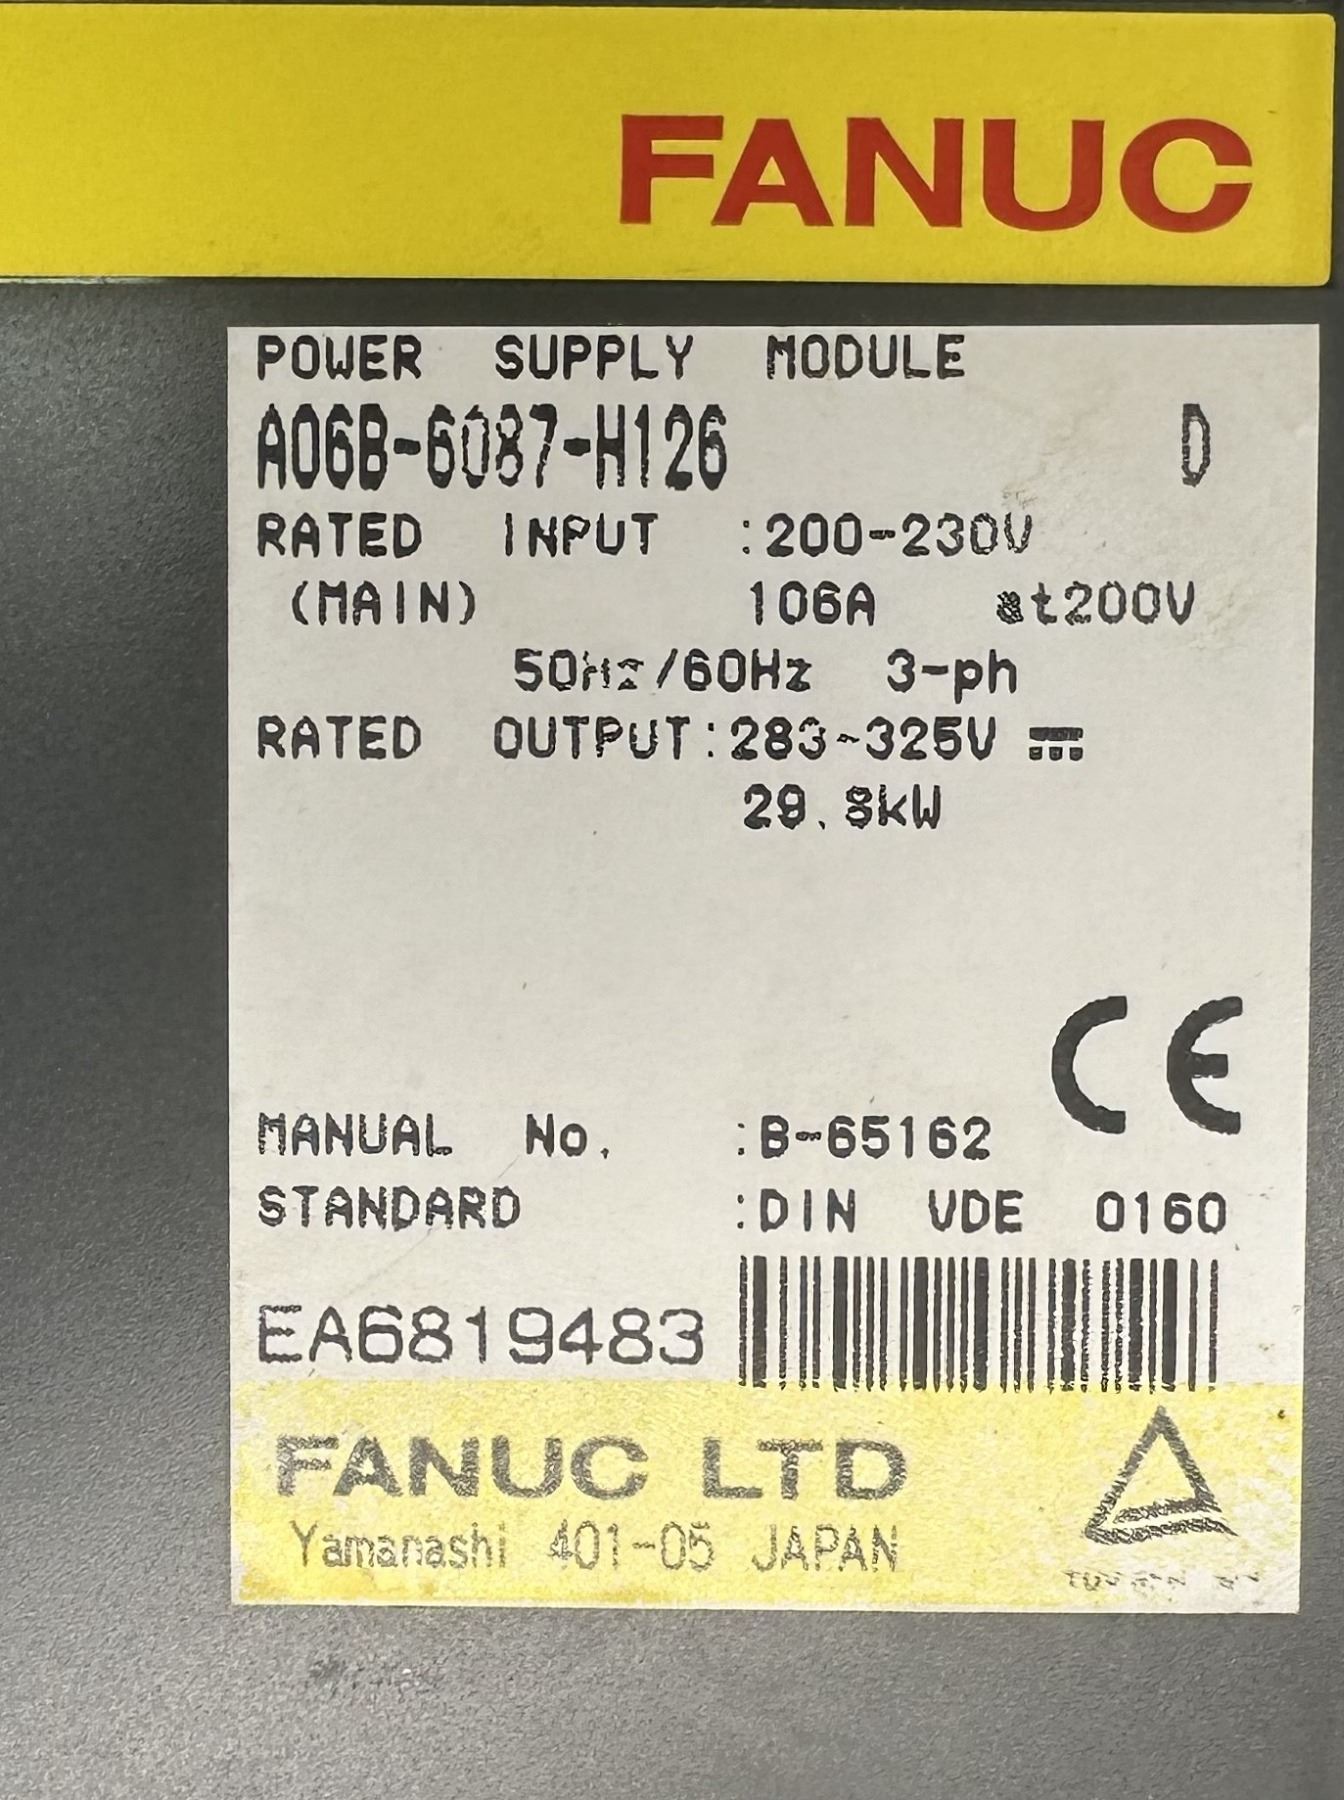 FANUC
POWER SUPPLY MODULE
A06B-6087-H126 D
RATED INPUT :200-230V
(MAIN) 106A at200V
50Hz/60Hz 3-ph
RATED OUTPUT:283~325V
29.8kW
CE
MANUAL No. :B-65162
STANDARD :DIN VDE 0160
EA6819483
FANUC LTD
Yamanashi 401-05 JAPAN